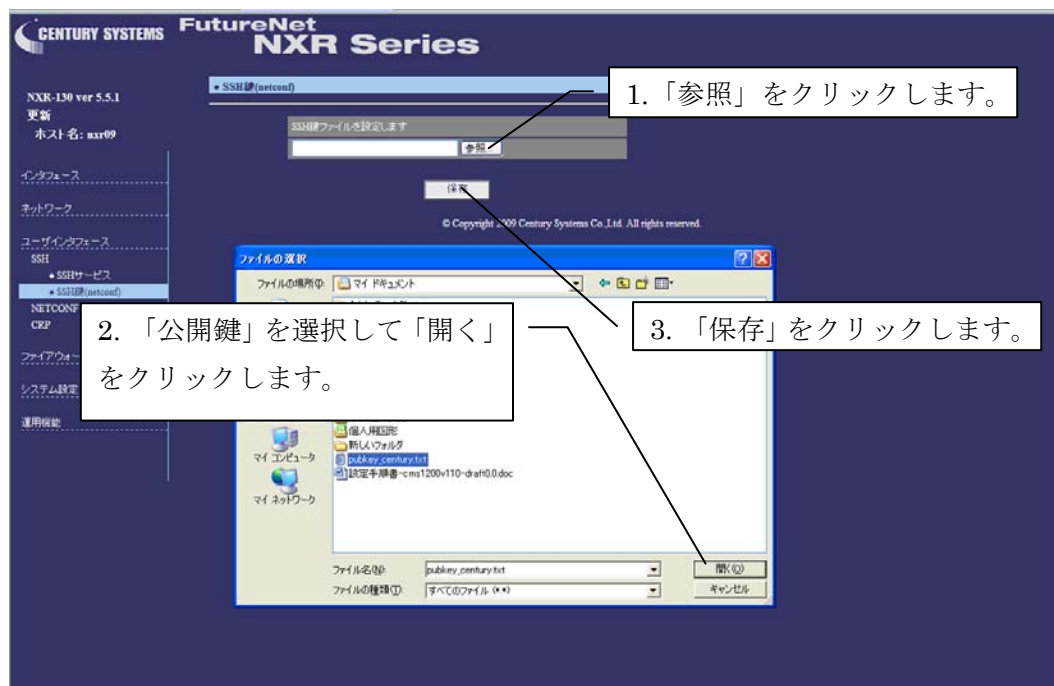 CENTURY SYSTEMS
FutureNet
NXR Series
NXR-130 ver 5.5.1
更新
ホスト名: nxr09
インタフェース
ネットワーク
ユーザインタフェース
SSH
• SSHサービス
• SSH鍵(netconf)
NETCONF
CRP
ファイアウォー
システム設定
運用機能
• SSH鍵(netconf)
SSH鍵ファイルを設定します
参照...
保存
© Copyright 2009 Century Systems Co.,Ltd. All rights reserved.
1.「参照」をクリックします。
2. 「公開鍵」を選択して「開く」
をクリックします。
3. 「保存」をクリックします。
ファイルの選択
ファイルの場所(I):
マイ ドキュメント
個人用図形
新しいフォルダ
pubkey_century.txt
設定手順書-cms1200v110-draft0.0.doc
マイ コンピュータ
マイ ネットワーク
ファイル名(N):
pubkey_century.txt
開く(O)
ファイルの種類(T):
すべてのファイル (*.*)
キャンセル